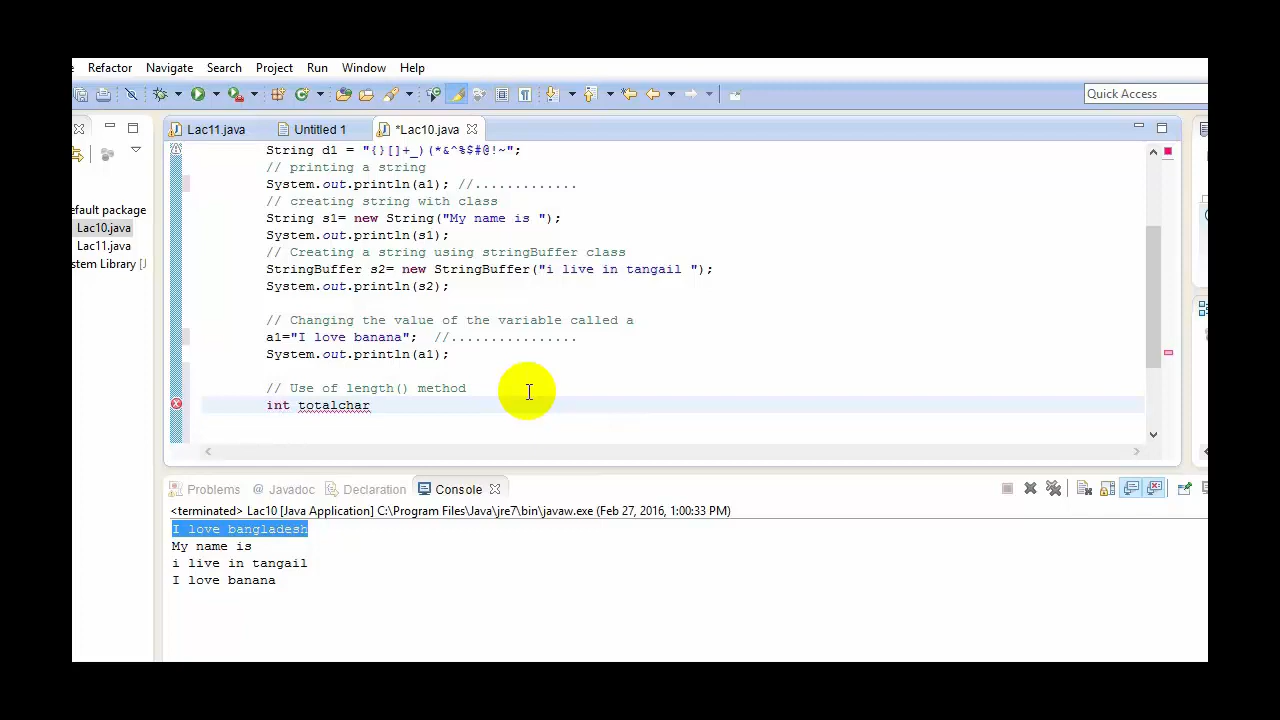 Refactor Navigate Search Project Run Window Help
Quick Access
Lac11.java Untitled 1 *Lac10.java
efault package
Lac10.java
Lac11.java
stem Library [J
String d1 = "{}[]+_)(*&^%$#@!~";
// printing a string
System.out.println(a1); //.............
// creating string with class
String s1= new String("My name is ");
System.out.println(s1);
// Creating a string using stringBuffer class
StringBuffer s2= new StringBuffer("i live in tangail ");
System.out.println(s2);
// Changing the value of the variable called a
a1="I love banana"; //................
System.out.println(a1);
// Use of length() method
int totalchar
Problems @ Javadoc Declaration Console
<terminated> Lac10 [Java Application] C:\Program Files\Java\jre7\bin\javaw.exe (Feb 27, 2016, 1:00:33 PM)
I love bangladesh
My name is
i live in tangail
I love banana